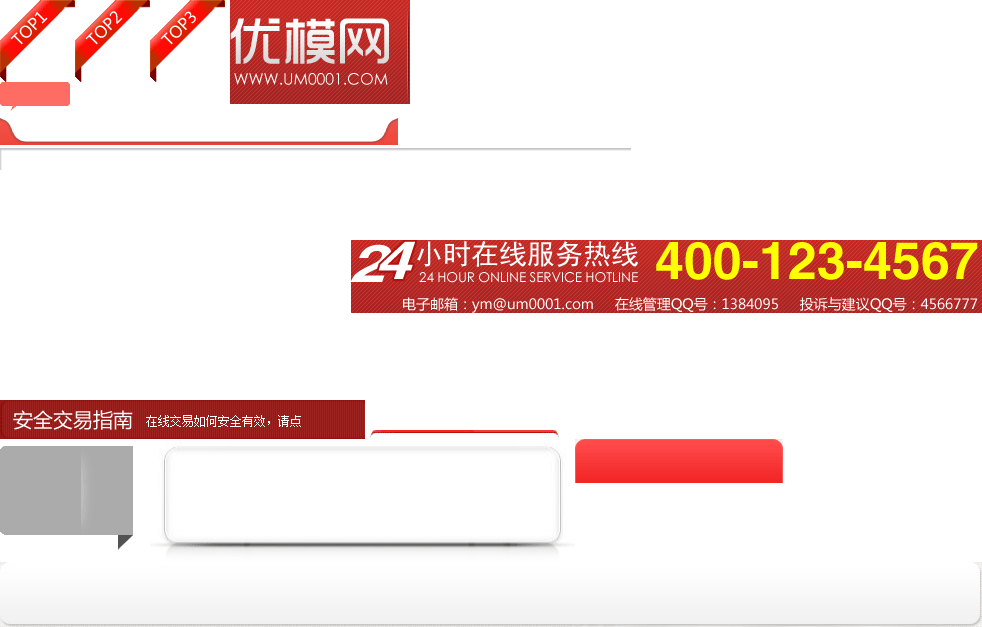 TOP1
TOP2
TOP3
优模网
WWW.UM0001.COM
24小时在线服务热线 400-123-4567
24 HOUR ONLINE SERVICE HOTLINE
电子邮箱：ym@um0001.com 在线管理QQ号：1384095 投诉与建议QQ号：4566777
安全交易指南 在线交易如何安全有效，请点